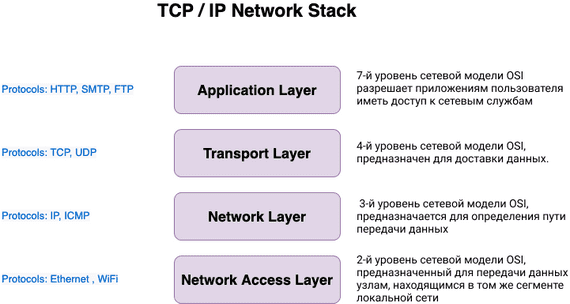 TCP / IP Network Stack
Protocols: HTTP, SMTP, FTP
Application Layer
7-й уровень сетевой модели OSI
разрешает приложениям пользователя
иметь доступ к сетевым службам
Protocols: TCP, UDP
Transport Layer
4-й уровень сетевой модели OSI,
предназначен для доставки данных.
Protocols: IP, ICMP
Network Layer
3-й уровень сетевой модели OSI,
предназначается для определения пути
передачи данных
Protocols: Ethernet , WiFi
Network Access Layer
2-й уровень сетевой модели OSI,
предназначенный для передачи данных
узлам, находящимся в том же сегменте
локальной сети